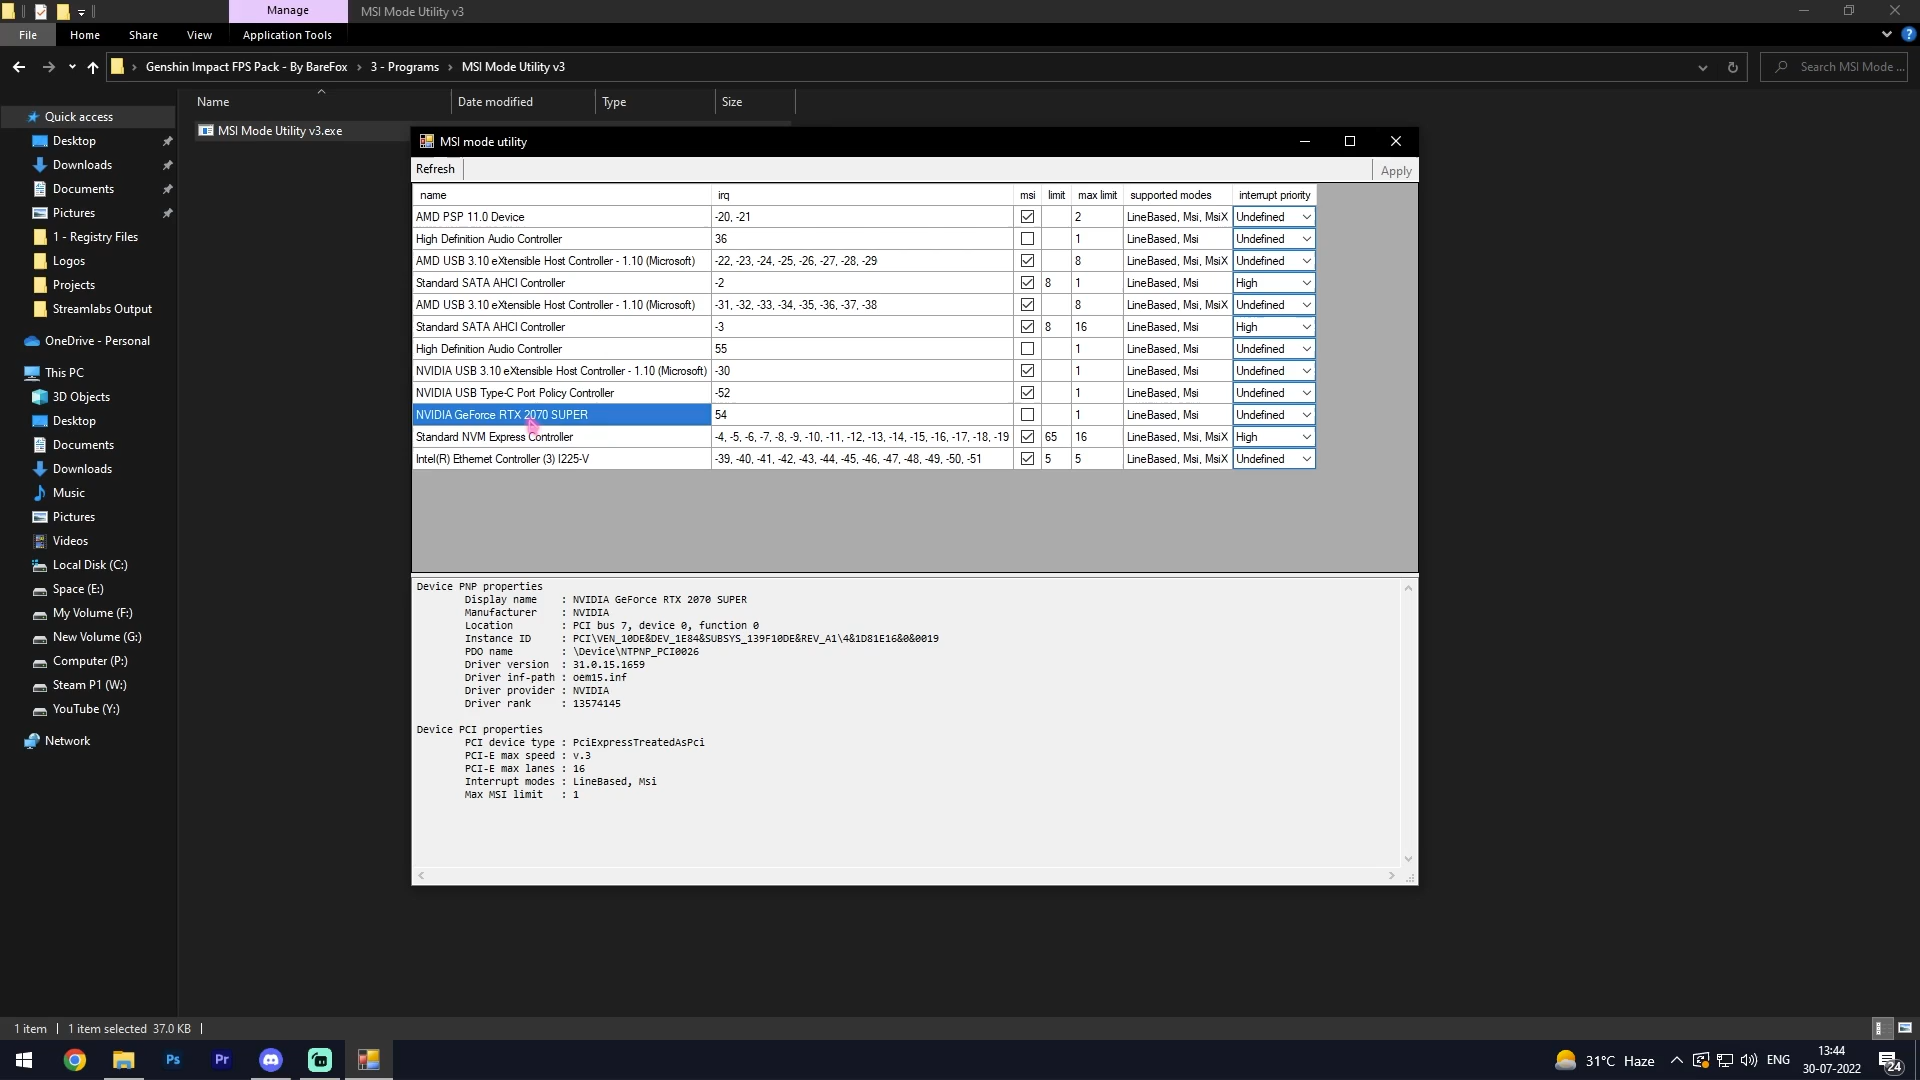 Manage
MSI Mode Utility v3
File Home Share View Application Tools
Genshin Impact FPS Pack - By BareFox > 3 - Programs > MSI Mode Utility v3
Search MSI Mode ...
Name Date modified Type Size
MSI Mode Utility v3.exe
Quick access
Desktop
Downloads
Documents
Pictures
1 - Registry Files
Logos
Projects
Streamlabs Output
OneDrive - Personal
This PC
3D Objects
Desktop
Documents
Downloads
Music
Pictures
Videos
Local Disk (C:)
Space (E:)
My Volume (F:)
New Volume (G:)
Computer (P:)
Steam P1 (W:)
YouTube (Y:)
Network
MSI mode utility
Refresh Apply
name irq msi limit max limit supported modes interrupt priority
AMD PSP 11.0 Device -20, -21 2 LineBased, Msi, MsiX Undefined
High Definition Audio Controller 36 1 LineBased, Msi Undefined
AMD USB 3.10 eXtensible Host Controller - 1.10 (Microsoft) -22, -23, -24, -25, -26, -27, -28, -29 8 LineBased, Msi, MsiX Undefined
Standard SATA AHCI Controller -2 8 1 LineBased, Msi High
AMD USB 3.10 eXtensible Host Controller - 1.10 (Microsoft) -31, -32, -33, -34, -35, -36, -37, -38 8 LineBased, Msi, MsiX Undefined
Standard SATA AHCI Controller -3 8 16 LineBased, Msi High
High Definition Audio Controller 55 1 LineBased, Msi Undefined
NVIDIA USB 3.10 eXtensible Host Controller - 1.10 (Microsoft) -30 1 LineBased, Msi Undefined
NVIDIA USB Type-C Port Policy Controller -52 1 LineBased, Msi Undefined
NVIDIA GeForce RTX 2070 SUPER 54 1 LineBased, Msi Undefined
Standard NVM Express Controller -4, -5, -6, -7, -8, -9, -10, -11, -12, -13, -14, -15, -16, -17, -18, -19 65 16 LineBased, Msi, MsiX High
Intel(R) Ethernet Controller (3) I225-V -39, -40, -41, -42, -43, -44, -45, -46, -47, -48, -49, -50, -51 5 5 LineBased, Msi, MsiX Undefined
Device PNP properties
Display name : NVIDIA GeForce RTX 2070 SUPER
Manufacturer : NVIDIA
Location : PCI bus 7, device 0, function 0
Instance ID : PCI\VEN_10DE&DEV_1E84&SUBSYS_139F10DE&REV_A1\4&1D81E16&0&0019
PDO name : \Device\NTPNP_PCI0026
Driver version : 31.0.15.1659
Driver inf-path : oem15.inf
Driver provider : NVIDIA
Driver rank : 13574145
Device PCI properties
PCI device type : PciExpressTreatedAsPci
PCI-E max speed : v.3
PCI-E max lanes : 16
Interrupt modes : LineBased, Msi
Max MSI limit : 1
1 item 1 item selected 37.0 KB
Ps Pr 31°C Haze ENG 13:44
30-07-2022 24